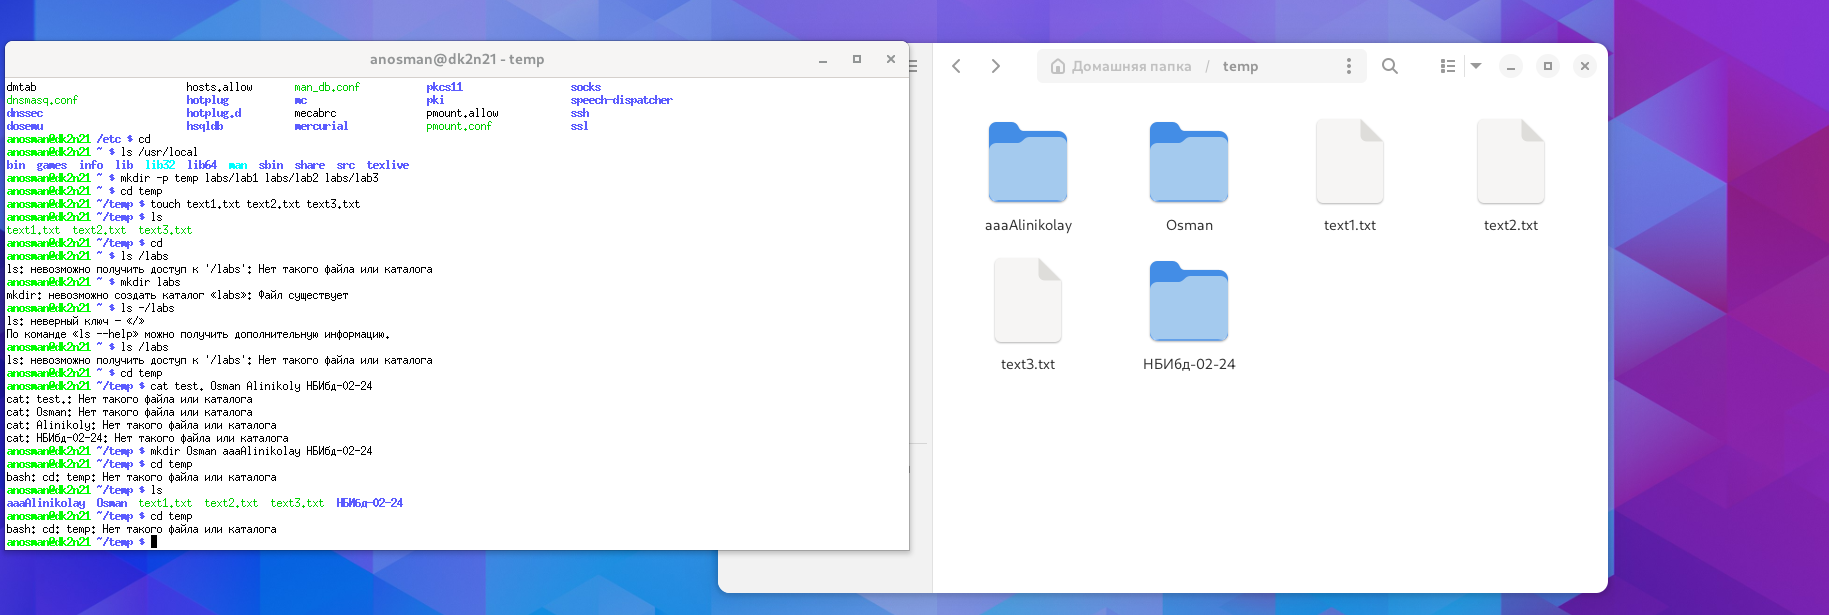 anosman@dk2n21 - temp
dmtab hosts.allow man_db.conf pkcs11 socks
dnsmasq.conf hotplug mc pki speech-dispatcher
dnssec hotplug.d mecabrc pmount.allow ssh
dosemu hsqldb mercurial pmount.conf ssl
anosman@dk2n21 /etc $ cd
anosman@dk2n21 ~ $ ls /usr/local
bin games info lib lib32 lib64 man sbin share src texlive
anosman@dk2n21 ~ $ mkdir -p temp labs/lab1 labs/lab2 labs/lab3
anosman@dk2n21 ~ $ cd temp
anosman@dk2n21 ~/temp $ touch text1.txt text2.txt text3.txt
anosman@dk2n21 ~/temp $ ls
text1.txt text2.txt text3.txt
anosman@dk2n21 ~/temp $ cd
anosman@dk2n21 ~ $ ls /labs
ls: невозможно получить доступ к '/labs': Нет такого файла или каталога
anosman@dk2n21 ~ $ mkdir labs
mkdir: невозможно создать каталог «labs»: Файл существует
anosman@dk2n21 ~ $ ls -/labs
ls: неверный ключ — «/»
По команде «ls --help» можно получить дополнительную информацию.
anosman@dk2n21 ~ $ ls /labs
ls: невозможно получить доступ к '/labs': Нет такого файла или каталога
anosman@dk2n21 ~ $ cd temp
anosman@dk2n21 ~/temp $ cat test. Osman Alinikoly НБИбд-02-24
cat: test.: Нет такого файла или каталога
cat: Osman: Нет такого файла или каталога
cat: Alinikoly: Нет такого файла или каталога
cat: НБИбд-02-24: Нет такого файла или каталога
anosman@dk2n21 ~/temp $ mkdir Osman aaaAlinikolay НБИбд-02-24
anosman@dk2n21 ~/temp $ cd temp
bash: cd: temp: Нет такого файла или каталога
anosman@dk2n21 ~/temp $ ls
aaaAlinikolay Osman text1.txt text2.txt text3.txt НБИбд-02-24
anosman@dk2n21 ~/temp $ cd temp
bash: cd: temp: Нет такого файла или каталога
anosman@dk2n21 ~/temp $
Домашняя папка / temp
aaaAlinikolay Osman text1.txt text2.txt
text3.txt НБИбд-02-24